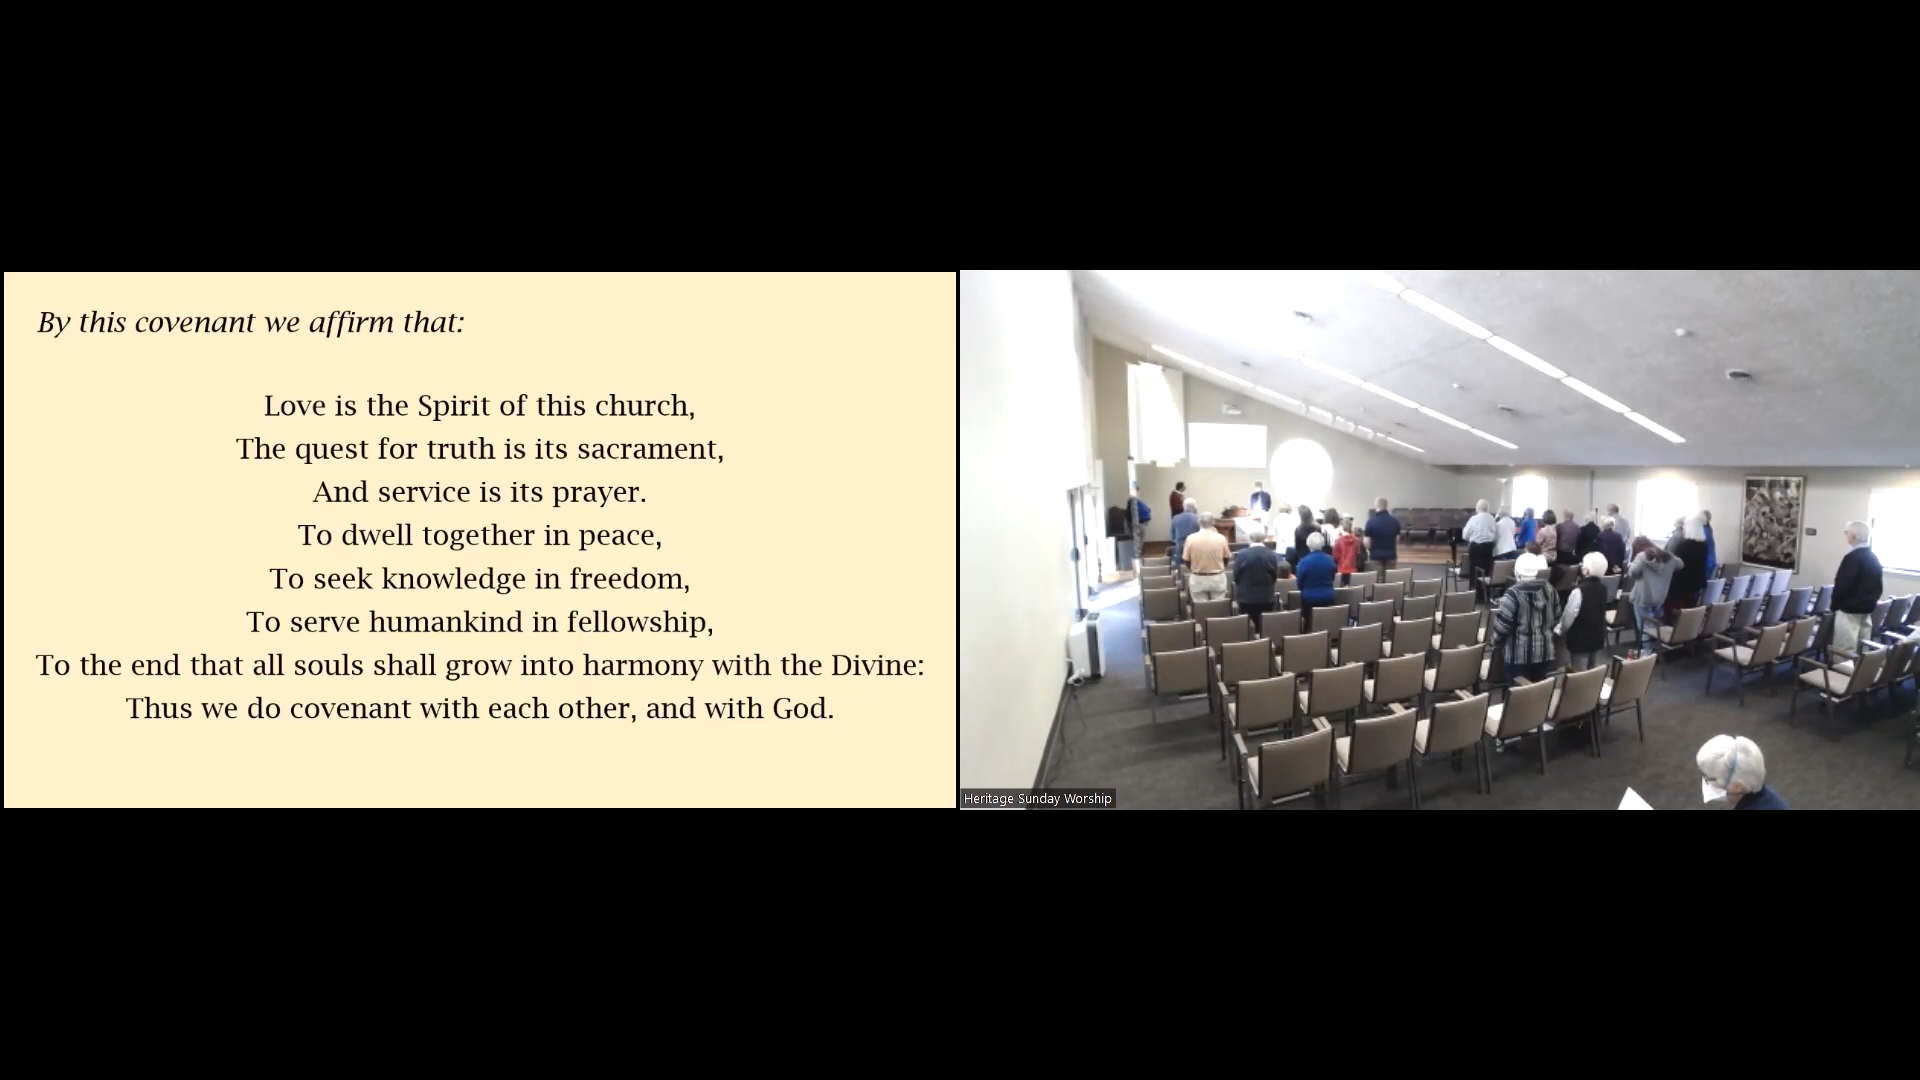 By this covenant we affirm that:
Love is the Spirit of this church,
The quest for truth is its sacrament,
And service is its prayer.
To dwell together in peace,
To seek knowledge in freedom,
To serve humankind in fellowship,
To the end that all souls shall grow into harmony with the Divine:
Thus we do covenant with each other, and with God.
Heritage Sunday Worship